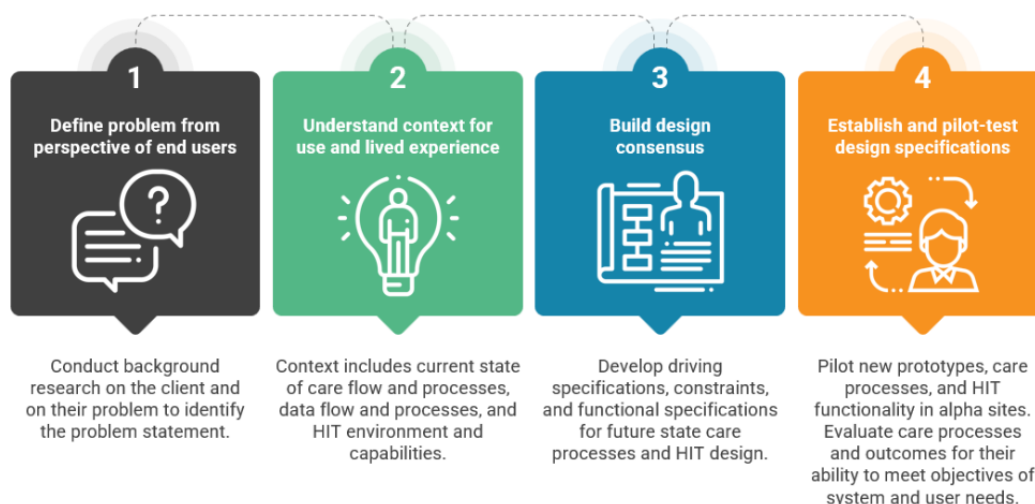 1
Define problem from
perspective of end users
?
Conduct background
research on the client and
on their problem to identify
the problem statement.
2
Understand context for
use and lived experience
Context includes current state
of care flow and processes,
data flow and processes, and
HIT environment and
capabilities.
3
Build design
consensus
Develop driving
specifications, constraints,
and functional specifications
for future state care
processes and HIT design.
4
Establish and pilot-test
design specifications
Pilot new prototypes, care
processes, and HIT
functionality in alpha sites.
Evaluate care processes
and outcomes for their
ability to meet objectives of
system and user needs.